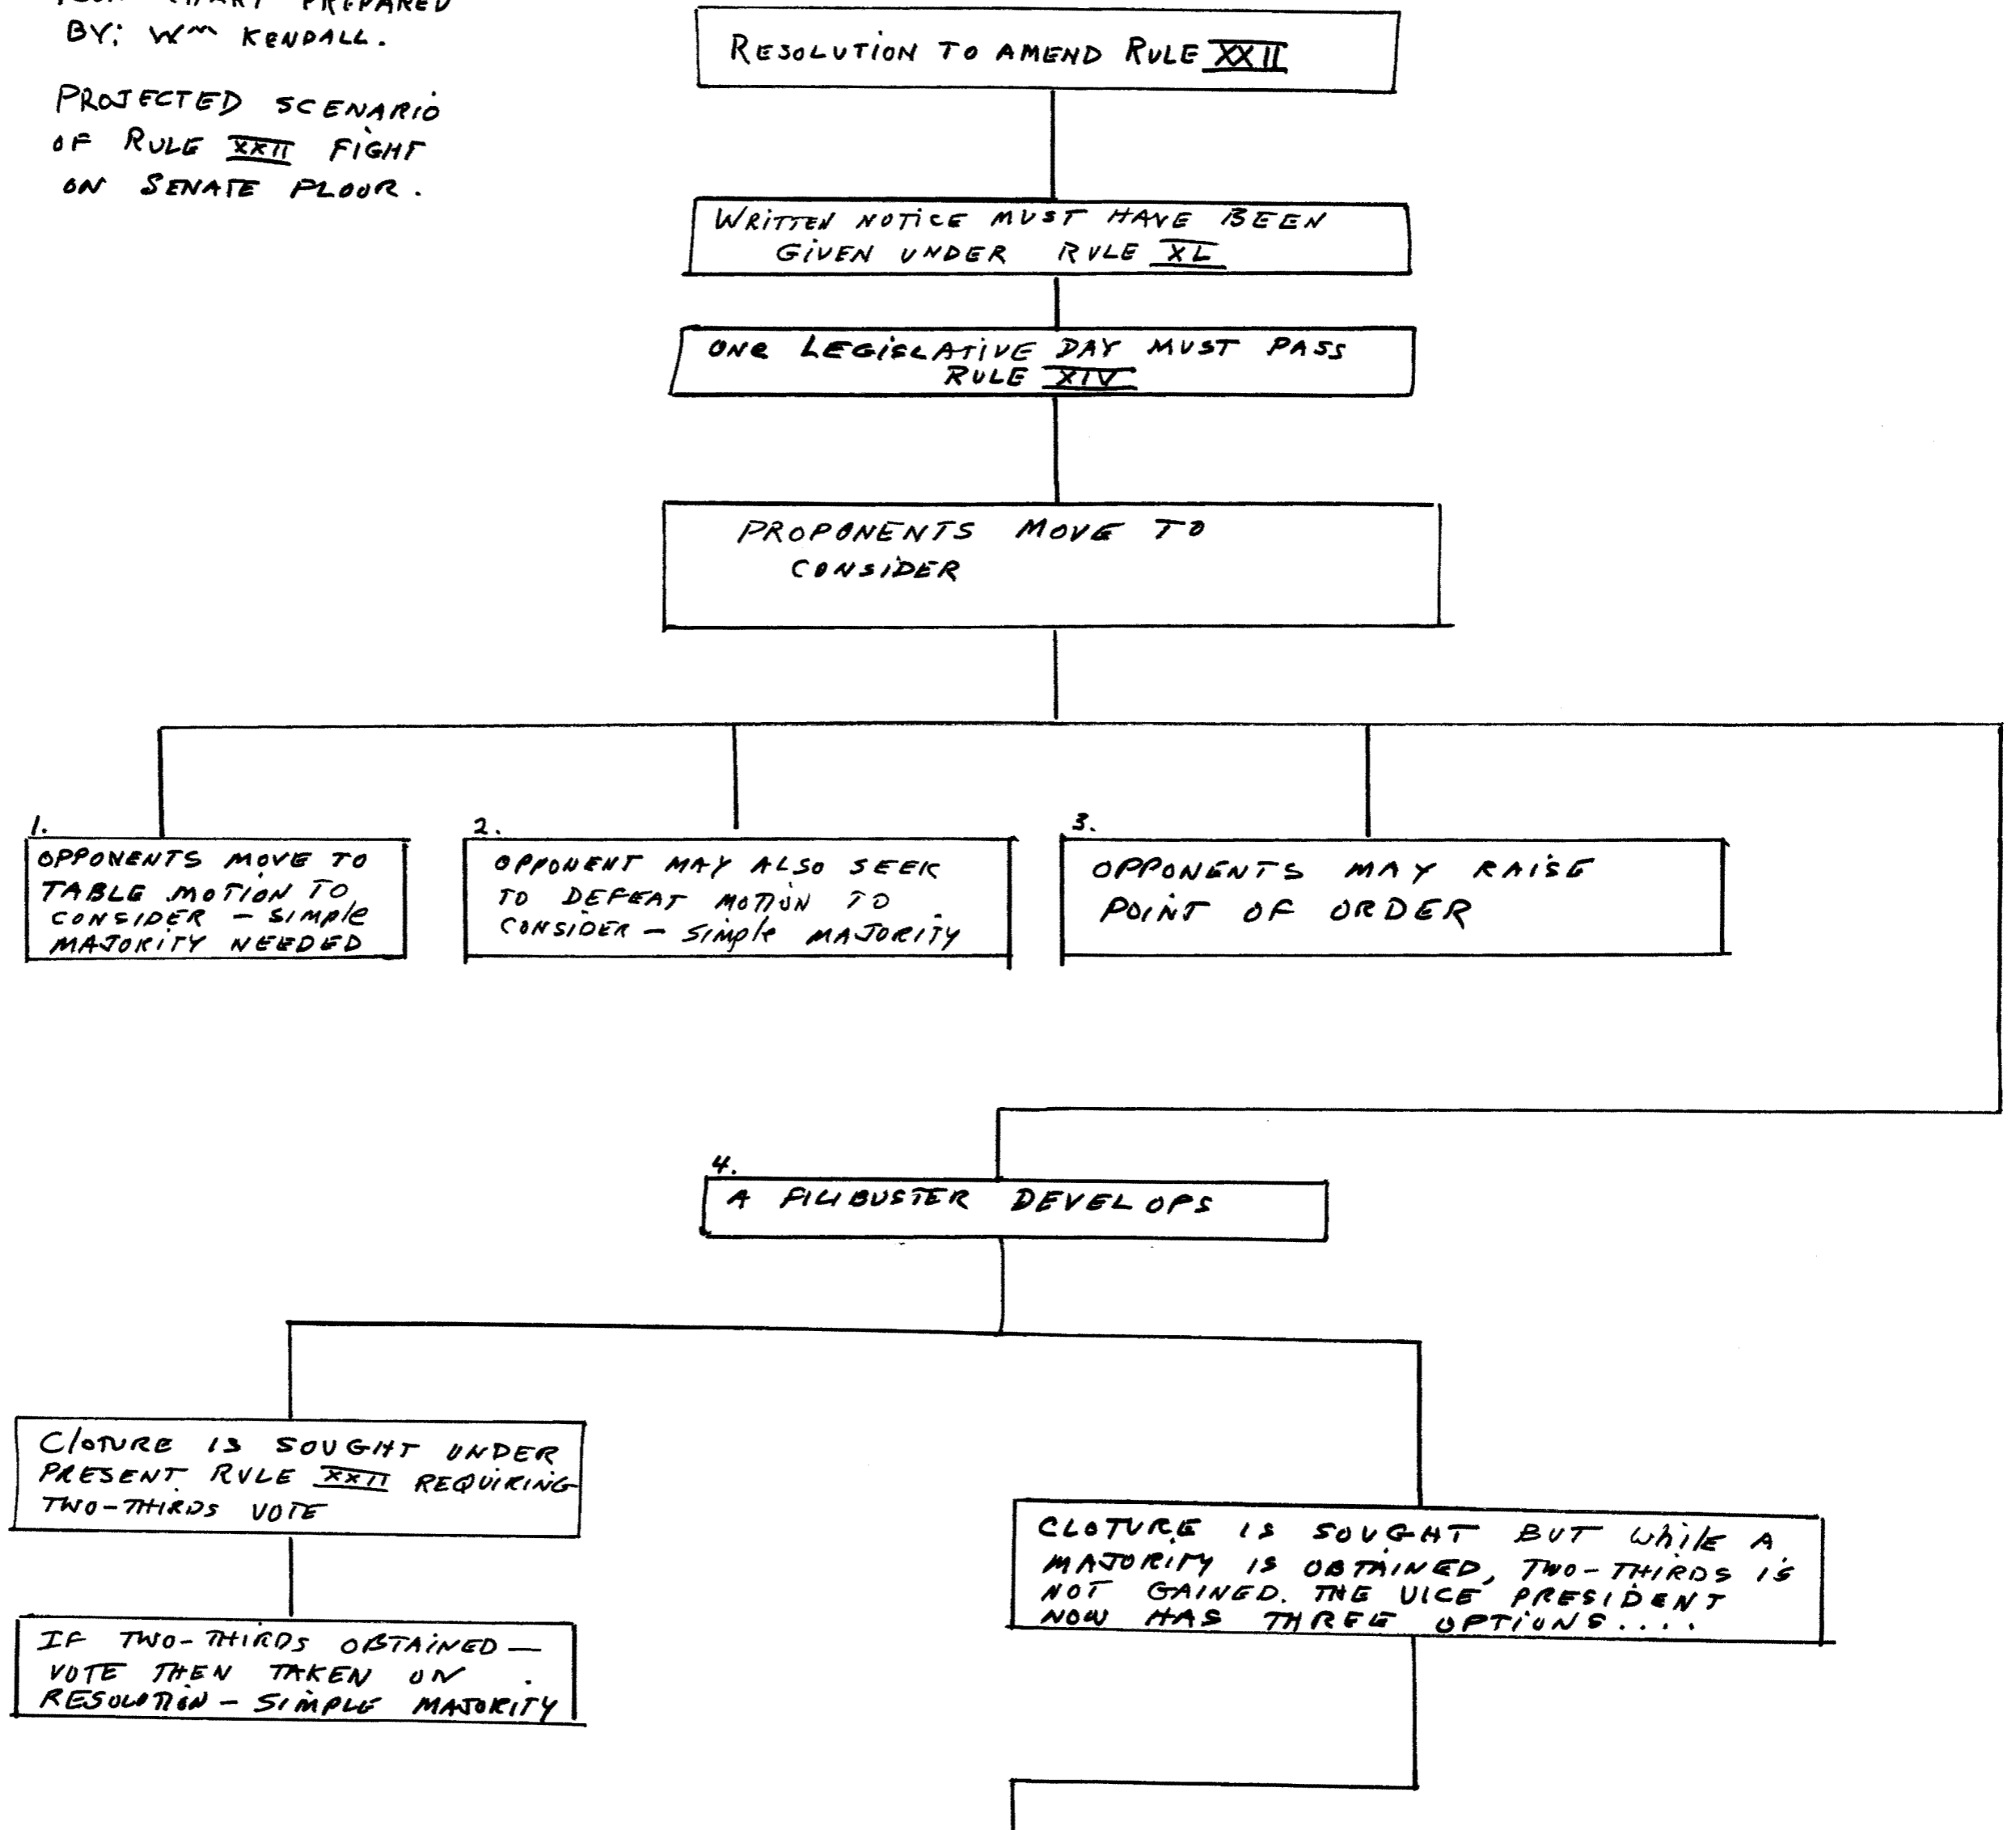 CHART PREPARED
BY: Wm KENDALL.
PROJECTED SCENARIO
OF RULE XXII FIGHT
ON SENATE FLOOR.
RESOLUTION TO AMEND RULE XXII
WRITTEN NOTICE MUST HAVE BEEN
GIVEN UNDER RULE XL
ONE LEGISLATIVE DAY MUST PASS
RULE XIV
PROPONENTS MOVE TO
CONSIDER
1.
OPPONENTS MOVE TO
TABLE MOTION TO
CONSIDER - SIMPLE
MAJORITY NEEDED
2.
OPPONENT MAY ALSO SEEK
TO DEFEAT MOTION TO
CONSIDER - SIMPLE MAJORITY
3.
OPPONENTS MAY RAISE
POINT OF ORDER
4.
A FILIBUSTER DEVELOPS
CLOTURE IS SOUGHT UNDER
PRESENT RULE XXII REQUIRING
TWO-THIRDS VOTE
IF TWO-THIRDS OBTAINED -
VOTE THEN TAKEN ON
RESOLUTION - SIMPLE MAJORITY
CLOTURE IS SOUGHT BUT WHILE A
MAJORITY IS OBTAINED, TWO-THIRDS IS
NOT GAINED. THE VICE PRESIDENT
NOW HAS THREE OPTIONS....